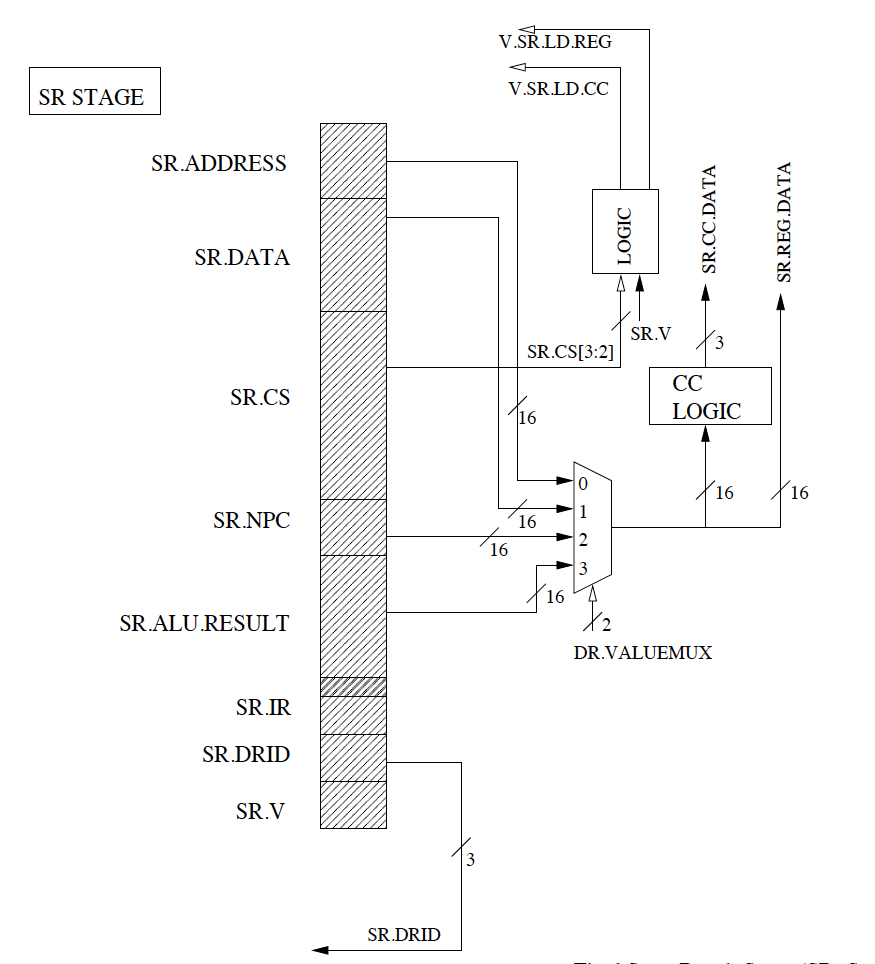 V.SR.LD.REG
V.SR.LD.CC
SR STAGE
SR.ADDRESS
SR.DATA
SR.CS
SR.NPC
SR.ALU.RESULT
SR.IR
SR.DRID
SR.V
LOGIC
SR.V
SR.CS[3:2]
SR.CC.DATA
SR.REG.DATA
3
CC
LOGIC
16
16
16
16
16
16
0
1
2
3
2
DR.VALUEMUX
3
SR.DRID